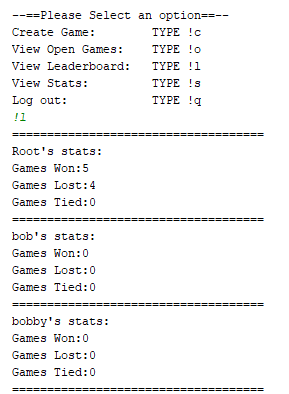 --==Please Select an option==--
Create Game:        TYPE !c
View Open Games:    TYPE !o
View Leaderboard:   TYPE !l
View Stats:         TYPE !s
Log out:            TYPE !q
!l
====================================
Root's stats:
Games Won:5
Games Lost:4
Games Tied:0
====================================
bob's stats:
Games Won:0
Games Lost:0
Games Tied:0
====================================
bobby's stats:
Games Won:0
Games Lost:0
Games Tied:0
====================================